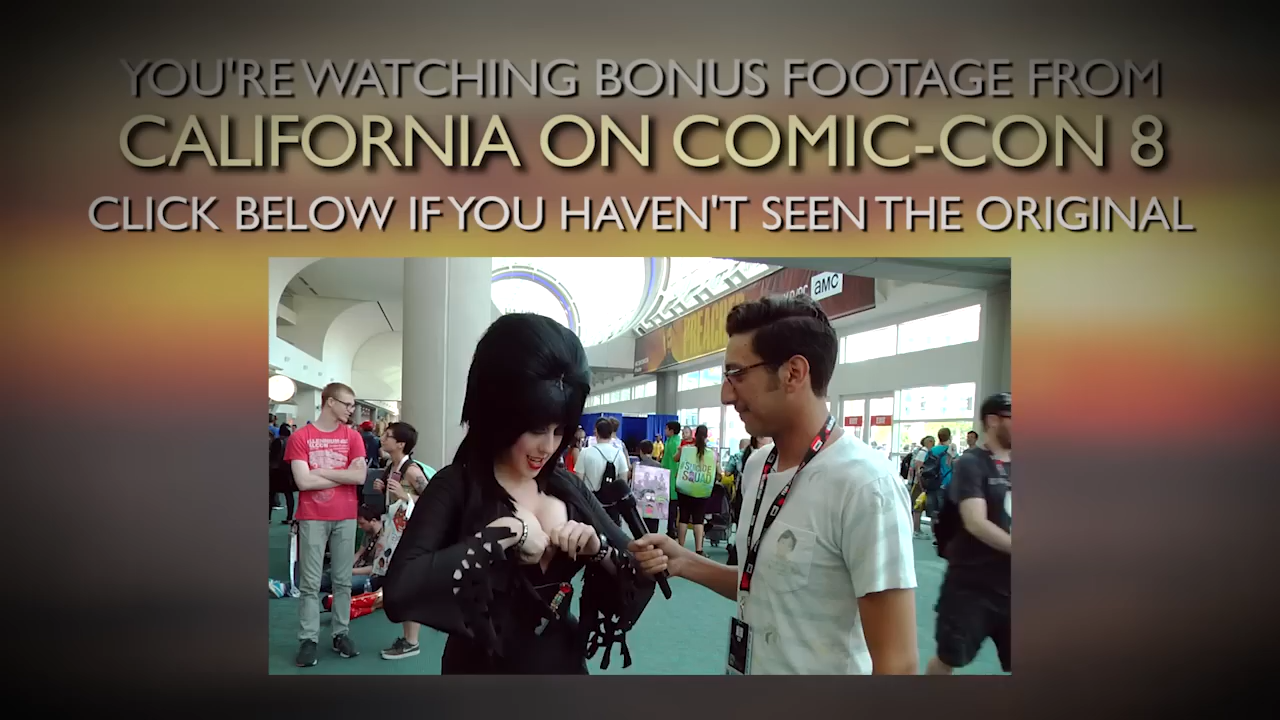 YOU'RE WATCHING BONUS FOOTAGE FROM
CALIFORNIA ON COMIC-CON 8
CLICK BELOW IF YOU HAVEN'T SEEN THE ORIGINAL
amc
PREACHER
SUICIDE
SQUAD